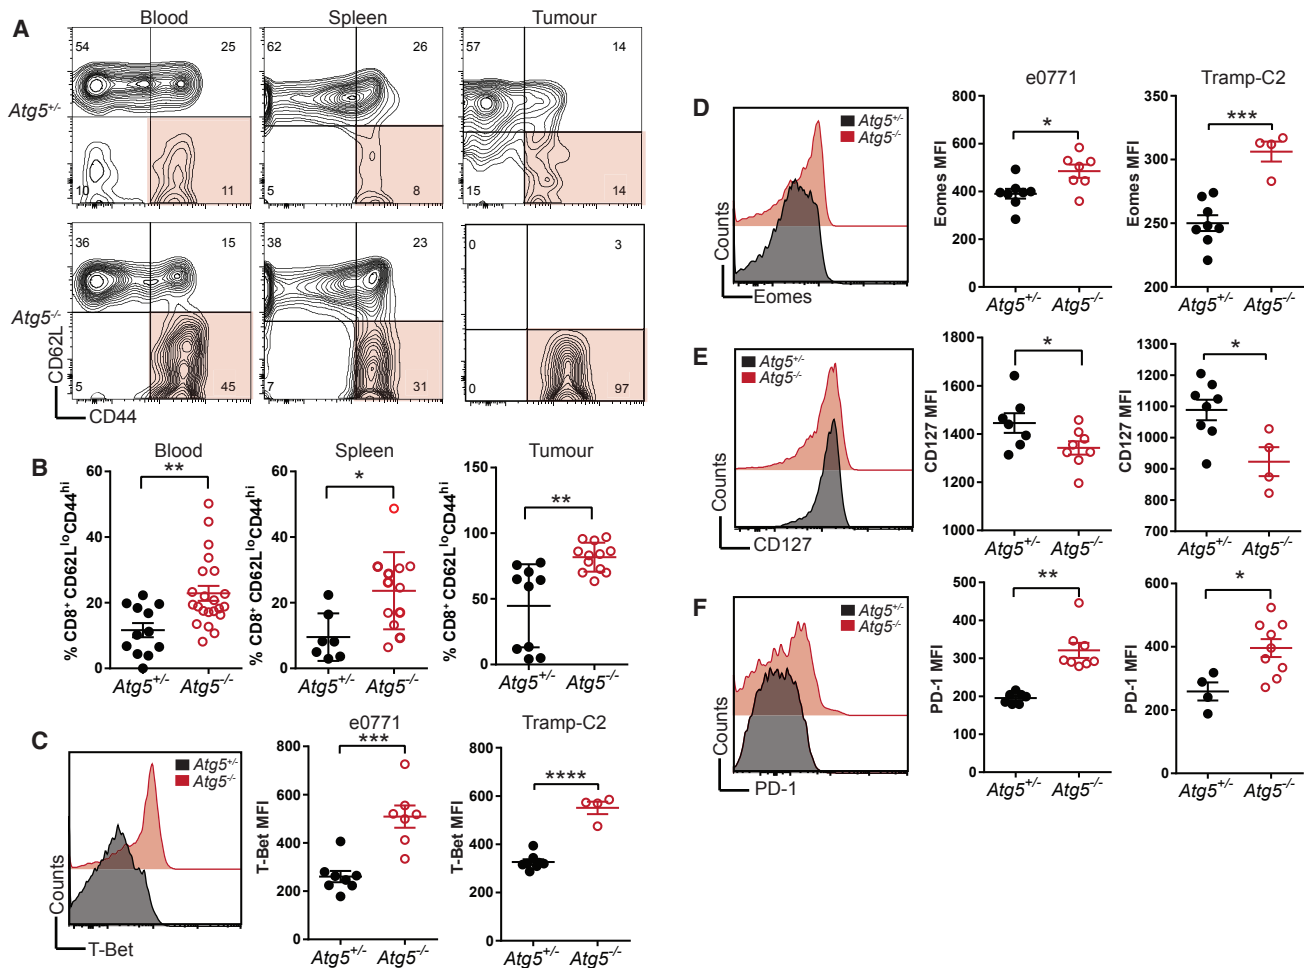 A
Blood Spleen Tumour
54 25 62 26 57 14
Atg5+/-
10 11 5 8 15 14
36 15 38 23 0 3
Atg5-/-
5 45 7 31 0 97
CD62L
CD44
B
Blood Spleen Tumour
% CD8+ CD62LloCD44hi
60
40
20
0
**
Atg5+/- Atg5-/-
% CD8+ CD62LloCD44hi
60
40
20
0
*
Atg5+/- Atg5-/-
% CD8+ CD62LloCD44hi
150
100
50
0
**
Atg5+/- Atg5-/-
C
Atg5+/-
Atg5-/-
Counts
T-Bet
e0771
T-Bet MFI
800
600
400
200
0
***
Atg5+/- Atg5-/-
Tramp-C2
T-Bet MFI
800
600
400
200
0
****
Atg5+/- Atg5-/-
D
Atg5+/-
Atg5-/-
Counts
Eomes
e0771
Eomes MFI
800
600
400
200
0
*
Atg5+/- Atg5-/-
Tramp-C2
Eomes MFI
350
300
250
200
***
Atg5+/- Atg5-/-
E
Atg5+/-
Atg5-/-
Counts
CD127
CD127 MFI
1800
1600
1400
1200
1000
*
Atg5+/- Atg5-/-
CD127 MFI
1300
1200
1100
1000
900
800
700
*
Atg5+/- Atg5-/-
F
Atg5+/-
Atg5-/-
Counts
PD-1
PD-1 MFI
500
400
300
200
100
0
**
Atg5+/- Atg5-/-
PD-1 MFI
600
400
200
0
*
Atg5+/- Atg5-/-